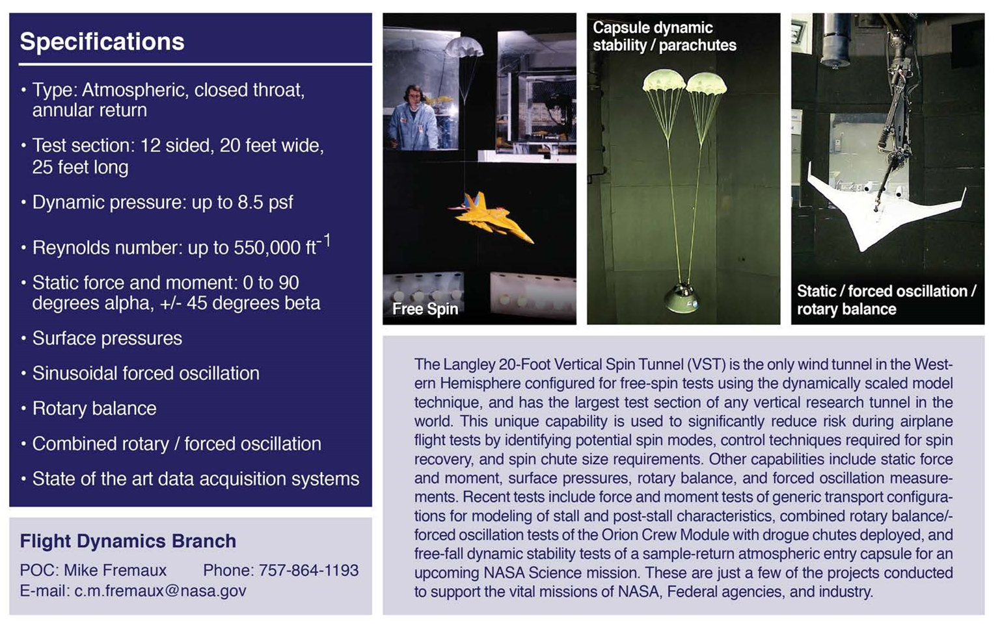 Specifications
• Type: Atmospheric, closed throat,
annular return
• Test section: 12 sided, 20 feet wide,
25 feet long
• Dynamic pressure: up to 8.5 psf
• Reynolds number: up to 550,000 ft⁻¹
• Static force and moment: 0 to 90
degrees alpha, +/- 45 degrees beta
• Surface pressures
• Sinusoidal forced oscillation
• Rotary balance
• Combined rotary / forced oscillation
• State of the art data acquisition systems
Flight Dynamics Branch
POC: Mike Fremaux Phone: 757-864-1193
E-mail: c.m.fremaux@nasa.gov
Free Spin
Capsule dynamic
stability / parachutes
Static / forced oscillation /
rotary balance
The Langley 20-Foot Vertical Spin Tunnel (VST) is the only wind tunnel in the West-
ern Hemisphere configured for free-spin tests using the dynamically scaled model
technique, and has the largest test section of any vertical research tunnel in the
world. This unique capability is used to significantly reduce risk during airplane
flight tests by identifying potential spin modes, control techniques required for spin
recovery, and spin chute size requirements. Other capabilities include static force
and moment, surface pressures, rotary balance, and forced oscillation measure-
ments. Recent tests include force and moment tests of generic transport configura-
tions for modeling of stall and post-stall characteristics, combined rotary balance/-
forced oscillation tests of the Orion Crew Module with drogue chutes deployed, and
free-fall dynamic stability tests of a sample-return atmospheric entry capsule for an
upcoming NASA Science mission. These are just a few of the projects conducted
to support the vital missions of NASA, Federal agencies, and industry.